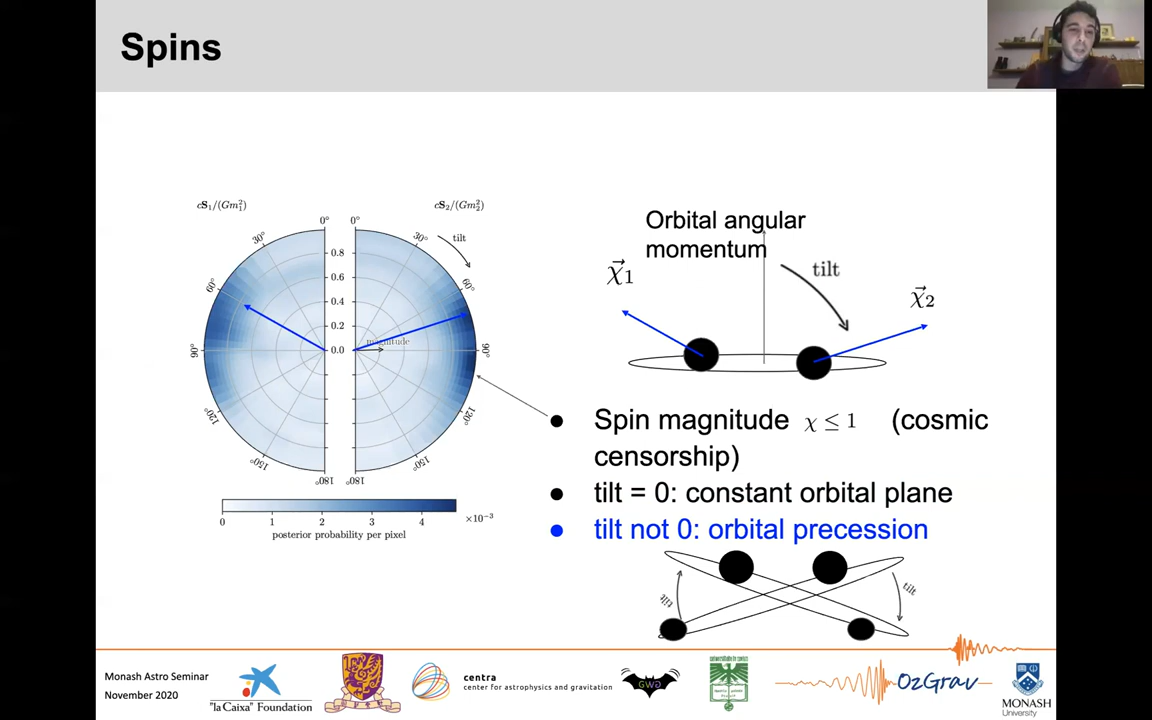 Spins
cS₁/(Gm₁²)
cS₂/(Gm₂²)
0°
0°
30°
30°
tilt
60°
60°
90°
90°
120°
120°
150°
150°
180°
180°
0.8
0.6
0.4
0.2
0.0
magnitude
0
1
2
3
4
×10⁻³
posterior probability per pixel
Orbital angular
momentum
tilt
χ⃗1
χ⃗2
● Spin magnitude χ ≤ 1 (cosmic
censorship)
● tilt = 0: constant orbital plane
● tilt not 0: orbital precession
tilt
tilt
Monash Astro Seminar
November 2020
"la Caixa" Foundation
centra
center for astrophysics and gravitation
GWG
OzGrav
MONASH
University